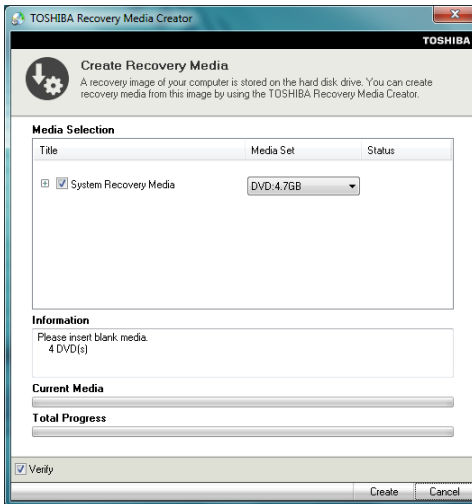 TOSHIBA Recovery Media Creator
TOSHIBA
Create Recovery Media
A recovery image of your computer is stored on the hard disk drive. You can create
recovery media from this image by using the TOSHIBA Recovery Media Creator.
Media Selection
Title Media Set Status
System Recovery Media DVD:4.7GB
Information
Please insert blank media.
4 DVD(s)
Current Media
Total Progress
Verify
Create Cancel